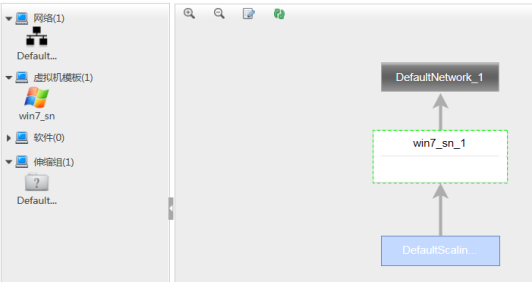 网络(1)
Default...
虚拟机模板(1)
win7_sn
软件(0)
伸缩组(1)
Default...
DefaultNetwork_1
win7_sn_1
DefaultScalin...